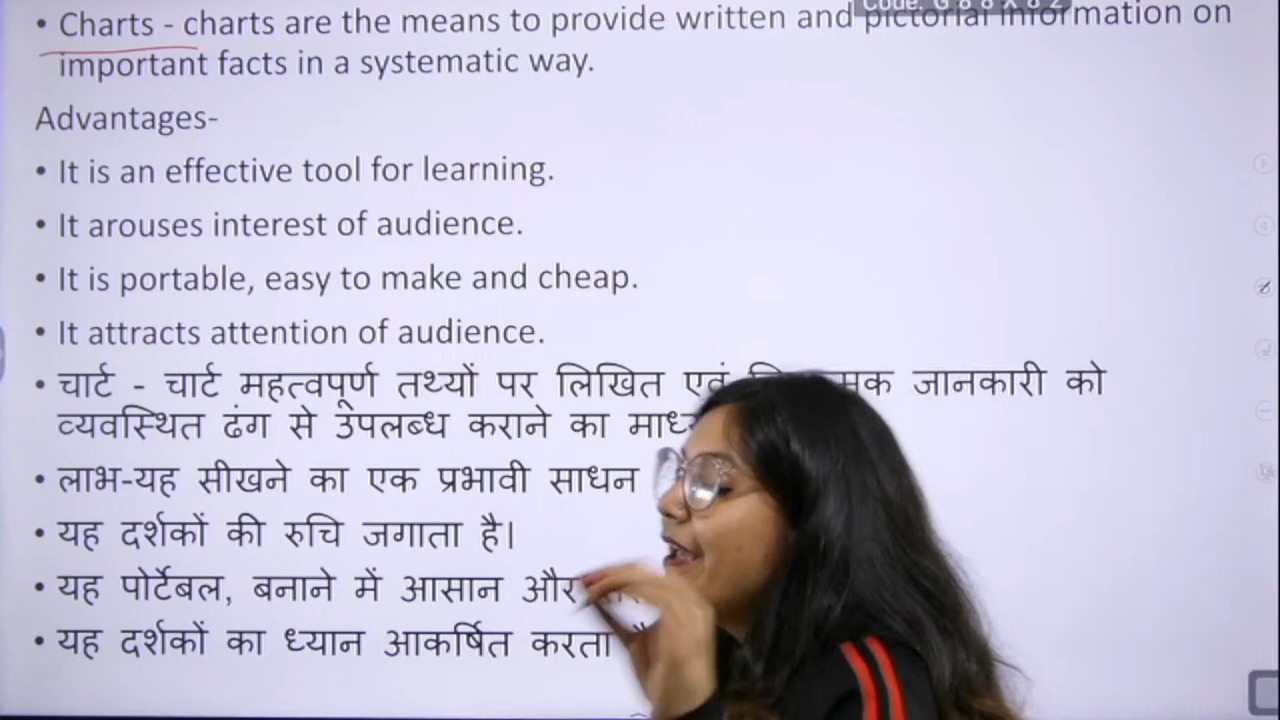 • Charts - charts are the means to provide written and pictorial information on
important facts in a systematic way.
Advantages-
• It is an effective tool for learning.
• It arouses interest of audience.
• It is portable, easy to make and cheap.
• It attracts attention of audience.
• चार्ट - चार्ट महत्वपूर्ण तथ्यों पर लिखित एवं जानकारी को
व्यवस्थित ढंग से उपलब्ध कराने का
• लाभ-यह सीखने का एक प्रभावी साधन
• यह दर्शकों की रुचि जगाता है।
• यह पोर्टेबल, बनाने में आसान और
• यह दर्शकों का ध्यान आकर्षित करता